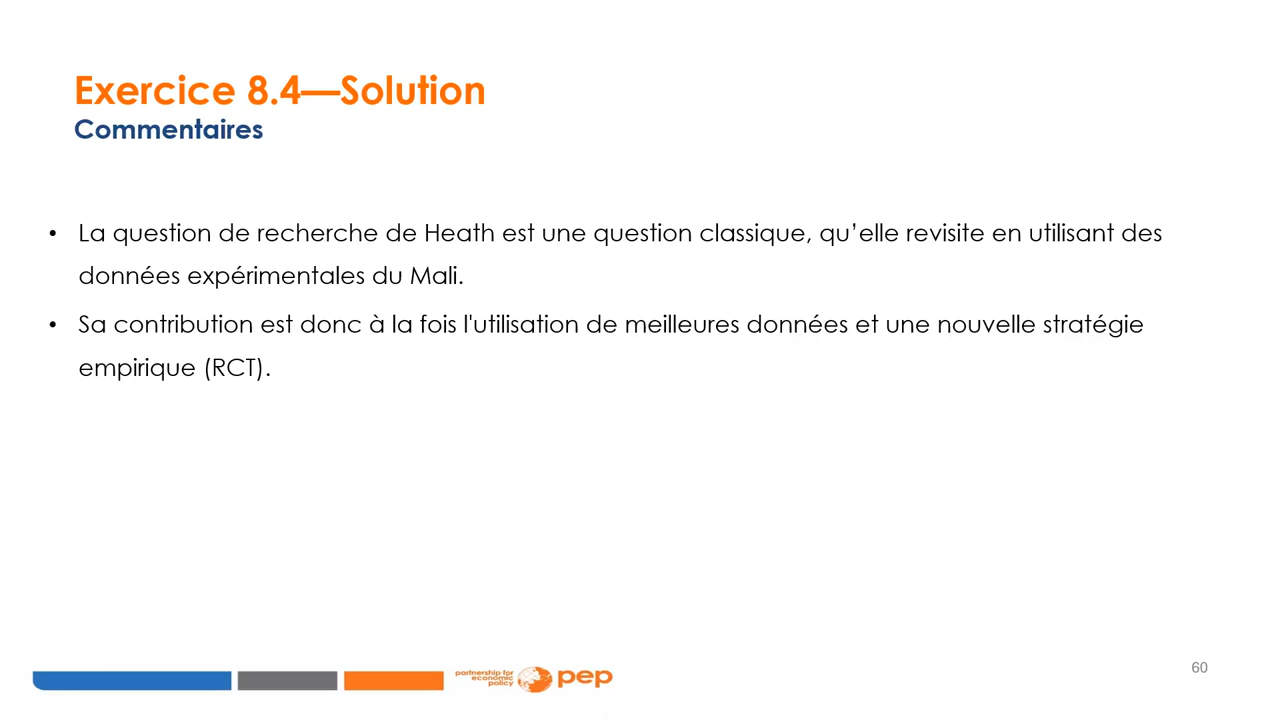 Exercice 8.4—Solution
Commentaires
• La question de recherche de Heath est une question classique, qu’elle revisite en utilisant des
données expérimentales du Mali.
• Sa contribution est donc à la fois l'utilisation de meilleures données et une nouvelle stratégie
empirique (RCT).
partnership for
economic
policy
pep
60